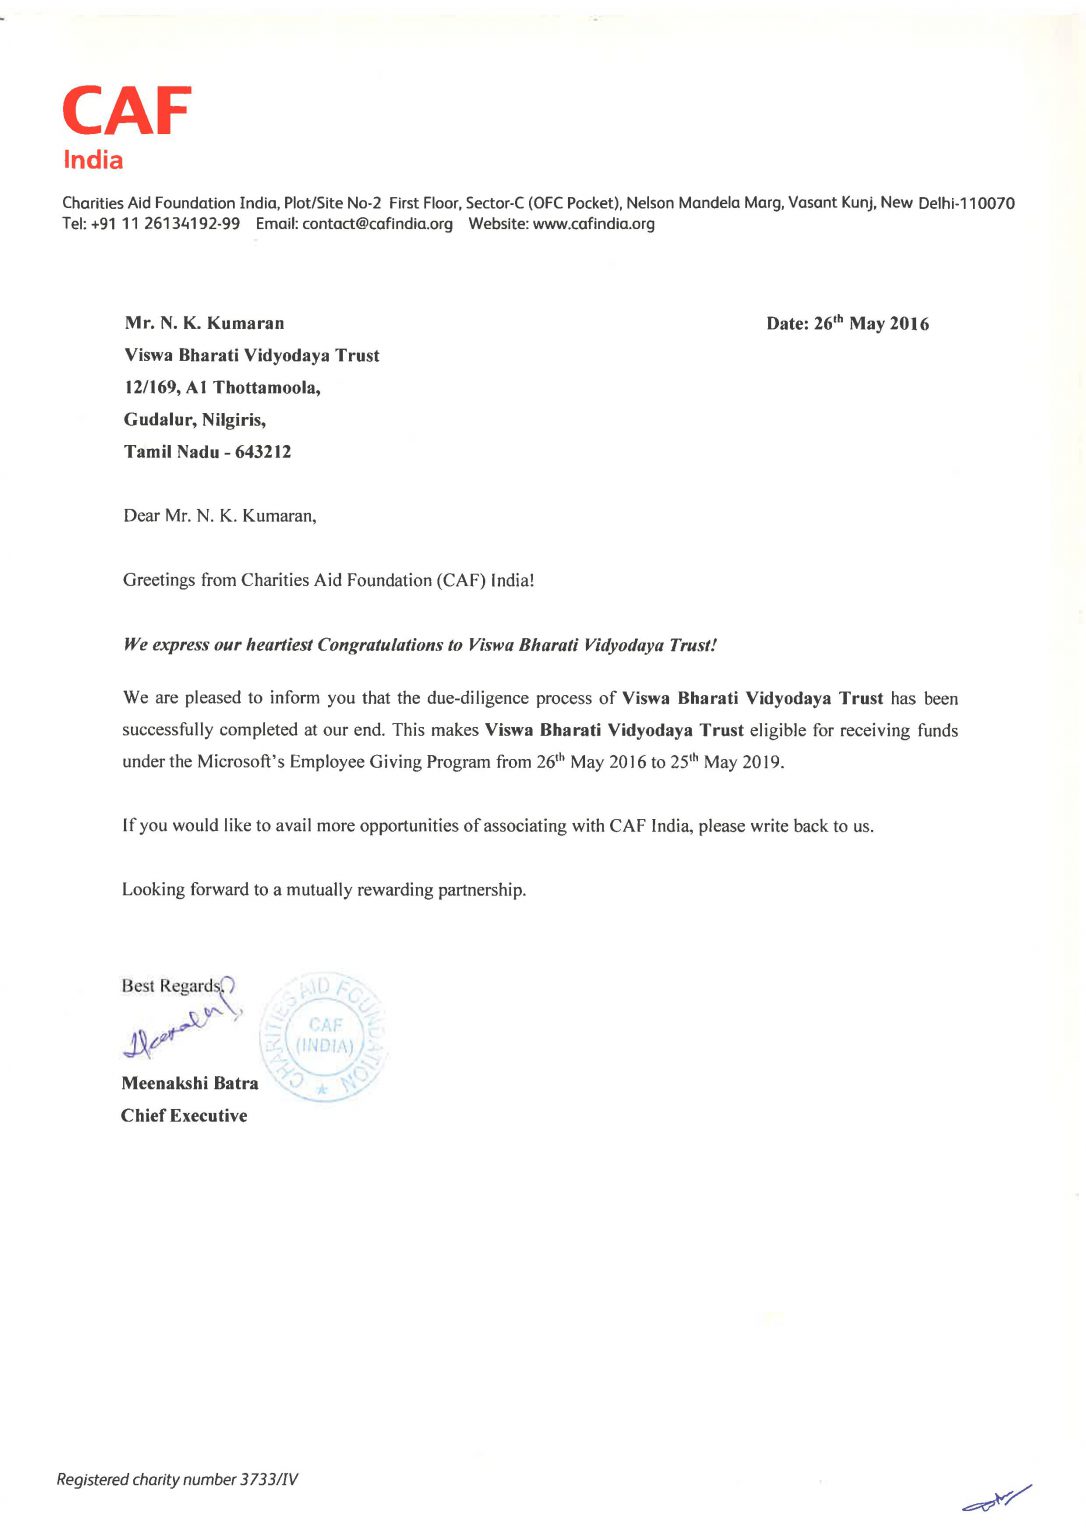 CAF
India
Charities Aid Foundation India, Plot/Site No-2 First Floor, Sector-C (OFC Pocket), Nelson Mandela Marg, Vasant Kunj, New Delhi-110070
Tel: +91 11 26134192-99 Email: contact@cafindia.org Website: www.cafindia.org
Mr. N. K. Kumaran Date: 26th May 2016
Viswa Bharati Vidyodaya Trust
12/169, A1 Thottamoola,
Gudalur, Nilgiris,
Tamil Nadu - 643212
Dear Mr. N. K. Kumaran,
Greetings from Charities Aid Foundation (CAF) India!
We express our heartiest Congratulations to Viswa Bharati Vidyodaya Trust!
We are pleased to inform you that the due-diligence process of Viswa Bharati Vidyodaya Trust has been
successfully completed at our end. This makes Viswa Bharati Vidyodaya Trust eligible for receiving funds
under the Microsoft's Employee Giving Program from 26th May 2016 to 25th May 2019.
If you would like to avail more opportunities of associating with CAF India, please write back to us.
Looking forward to a mutually rewarding partnership.
Best Regards,
CHARITIES AID FOUNDATION
CAF
(INDIA)
Meenakshi Batra
Chief Executive
Registered charity number 3733/IV